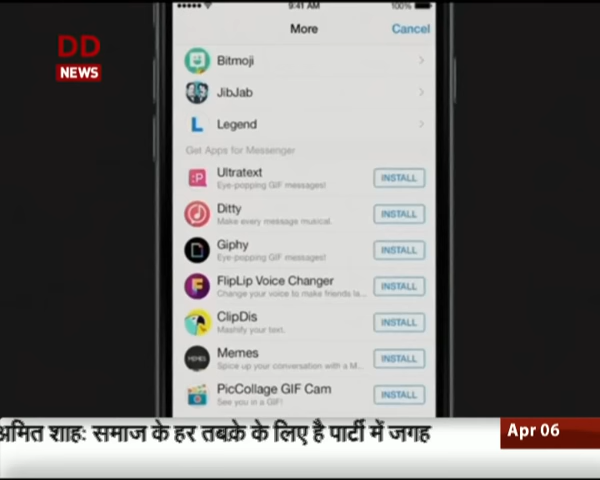 9:41 AM 100%
More Cancel
DD
NEWS
Bitmoji
JibJab
Legend
Get Apps for Messenger
Ultratext
Eye-popping GIF messages!
INSTALL
Ditty
Make every message musical.
INSTALL
Giphy
Eye-popping GIF messages!
INSTALL
FlipLip Voice Changer
Change your voice to make friends la...
INSTALL
ClipDis
Mashify your text.
INSTALL
MEMES
Memes
Spice up your conversation with a M...
INSTALL
PicCollage GIF Cam
See you in a GIF!
INSTALL
अमित शाह: समाज के हर तबक़े के लिए है पार्टी में जगह
Apr 06